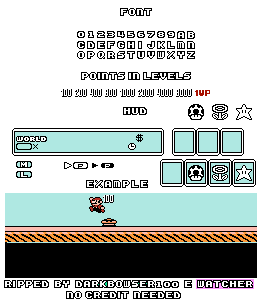 FONT
0123456789AB
CDEFGHIJKLMN
OPQRSTUVWXYZ
POINTS IN LEVELS
100 200 400 800 1000 2000 4000 8000 1UP
HUD
WORLD $
X
M P P
L
EXAMPLE
100
RIPPED BY DARKBOWSER100 E WATCHER
NO CREDIT NEEDED